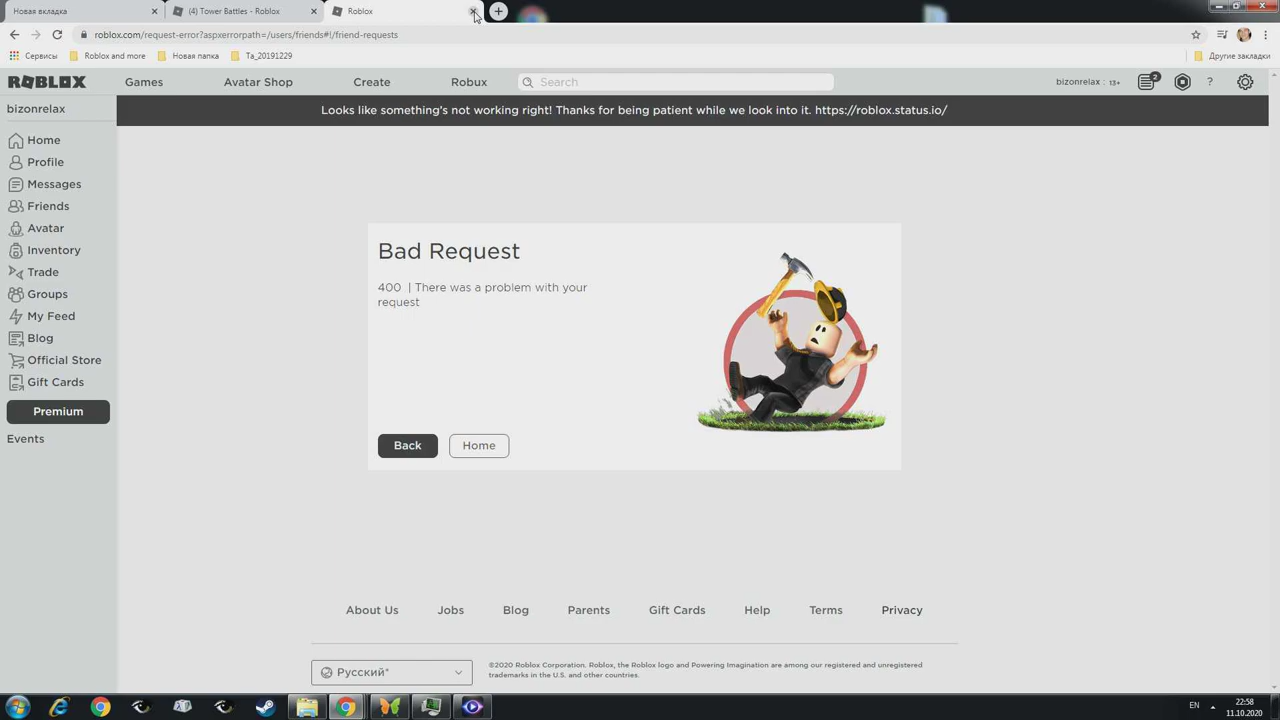 Новая вкладка
(4) Tower Battles - Roblox
Roblox
roblox.com/request-error?aspxerrorpath=/users/friends#!/friend-requests
Сервисы
Roblox and more
Новая папка
Ta_20191229
Другие закладки
ROBLOX
Games
Avatar Shop
Create
Robux
Search
bizonrelax : 13+
2
?
bizonrelax
Looks like something's not working right! Thanks for being patient while we look into it. https://roblox.status.io/
Home
Profile
Messages
Friends
Avatar
Inventory
Trade
Groups
My Feed
Blog
Official Store
Gift Cards
Premium
Events
Bad Request
400 | There was a problem with your
request
Back
Home
About Us
Jobs
Blog
Parents
Gift Cards
Help
Terms
Privacy
Русский*
©2020 Roblox Corporation. Roblox, the Roblox logo and Powering Imagination are among our registered and unregistered
trademarks in the U.S. and other countries.
EN
22:58
11.10.2020